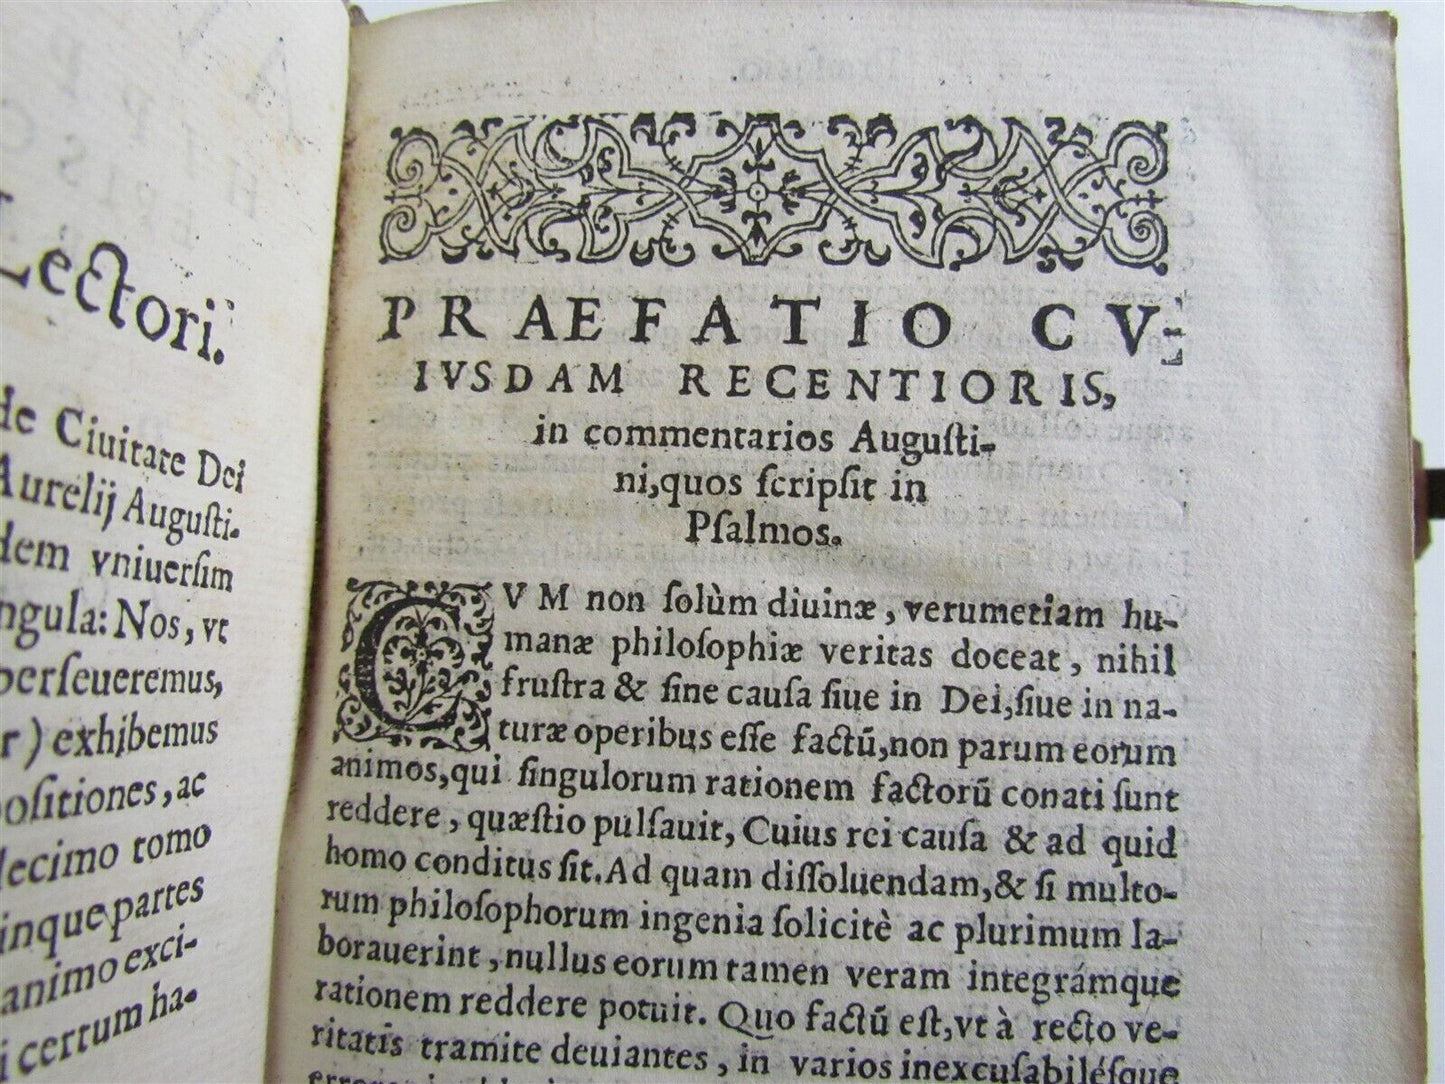 Lectori.
de Ciuitate Dei
Aurelij Augusti-
dem vniuersim
ngula: Nos, vt
perseueremus,
r) exhibemus
positiones, ac
decimo tomo
inque partes
animo exci-
i certum ha-
PRAEFATIO CV-
IVSDAM RECENTIORIS,
in commentarios Augusti-
ni, quos scripsit in
Psalmos.
CVM non solùm diuinæ, verumetiam hu-
manæ philosophiæ veritas doceat, nihil
frustra & sine causa siue in Dei, siue in na-
turæ operibus esse factũ, non parum eorum
animos, qui singulorum rationem factorũ conati sunt
reddere, quæstio pulsauit, Cuius rei causa & ad quid
homo conditus sit. Ad quam dissoluendam, & si multo-
rum philosophorum ingenia solicitè ac plurimum la-
borauerint, nullus eorum tamen veram integrámque
rationem reddere potuit. Quo factũ est, vt à recto ve-
ritatis tramite deuiantes, in varios inexcusabilésque